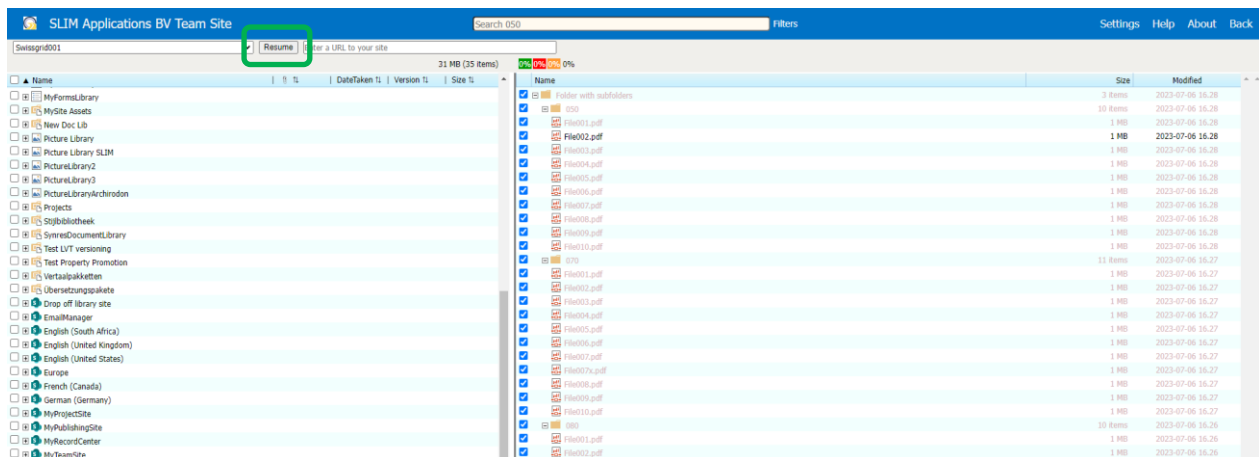 SLIM Applications BV Team Site Search 050 Filters Settings Help About Back
Swissgrid001 Resume Enter a URL to your site
31 MB (35 items) 0% 0% 0% 0%
Name DateTaken Version Size Name Size Modified
MyFormsLibrary Folder with subfolders 3 items 2023-07-06 16.28
MySite Assets 050 10 items 2023-07-06 16.28
New Doc Lib File001.pdf 1 MB 2023-07-06 16.28
Picture Library File002.pdf 1 MB 2023-07-06 16.28
Picture Library SLIM File003.pdf 1 MB 2023-07-06 16.28
PictureLibrary2 File004.pdf 1 MB 2023-07-06 16.28
PictureLibrary3 File005.pdf 1 MB 2023-07-06 16.28
PictureLibraryArchirodon File006.pdf 1 MB 2023-07-06 16.28
Projects File007.pdf 1 MB 2023-07-06 16.28
Stijlbibliotheek File008.pdf 1 MB 2023-07-06 16.28
SynresDocumentLibrary File009.pdf 1 MB 2023-07-06 16.28
Test LVT versioning File010.pdf 1 MB 2023-07-06 16.28
Test Property Promotion 070 11 items 2023-07-06 16.27
Vertaalpakketten File001.pdf 1 MB 2023-07-06 16.27
Übersetzungspakete File002.pdf 1 MB 2023-07-06 16.27
Drop off library site File003.pdf 1 MB 2023-07-06 16.27
EmailManager File004.pdf 1 MB 2023-07-06 16.27
English (South Africa) File005.pdf 1 MB 2023-07-06 16.27
English (United Kingdom) File006.pdf 1 MB 2023-07-06 16.27
English (United States) File007.pdf 1 MB 2023-07-06 16.27
Europe File007x.pdf 1 MB 2023-07-06 16.27
French (Canada) File008.pdf 1 MB 2023-07-06 16.27
German (Germany) File009.pdf 1 MB 2023-07-06 16.27
MyProjectSite File010.pdf 1 MB 2023-07-06 16.27
MyPublishingSite 080 10 items 2023-07-06 16.26
MyRecordCenter File001.pdf 1 MB 2023-07-06 16.26
MyTeamSite File002.pdf 1 MB 2023-07-06 16.26